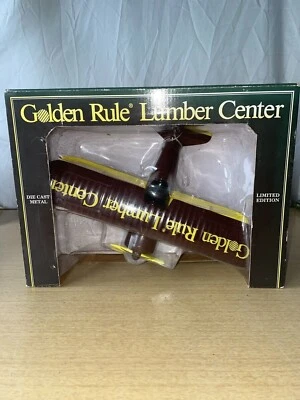 Golden Rule® Lumber Center
DIE CAST
METAL
LIMITED
EDITION
Golden Rule® Lumber Center